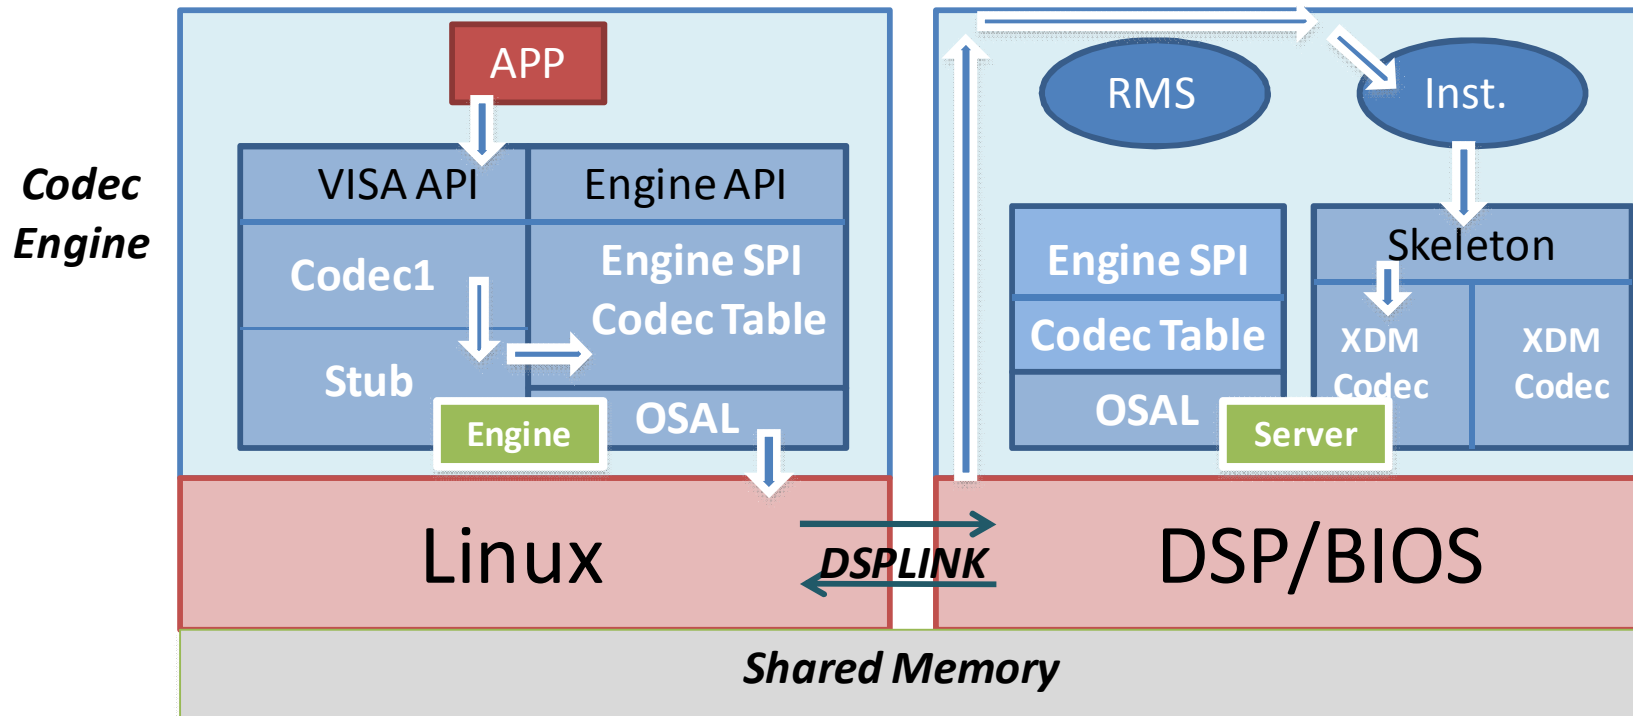 Codec
Engine
APP
VISA API
Engine API
Codec1
Engine SPI
Codec Table
Stub
OSAL
Engine
RMS
Inst.
Engine SPI
Codec Table
OSAL
Skeleton
XDM
Codec
XDM
Codec
Server
Linux
DSPLINK
DSP/BIOS
Shared Memory